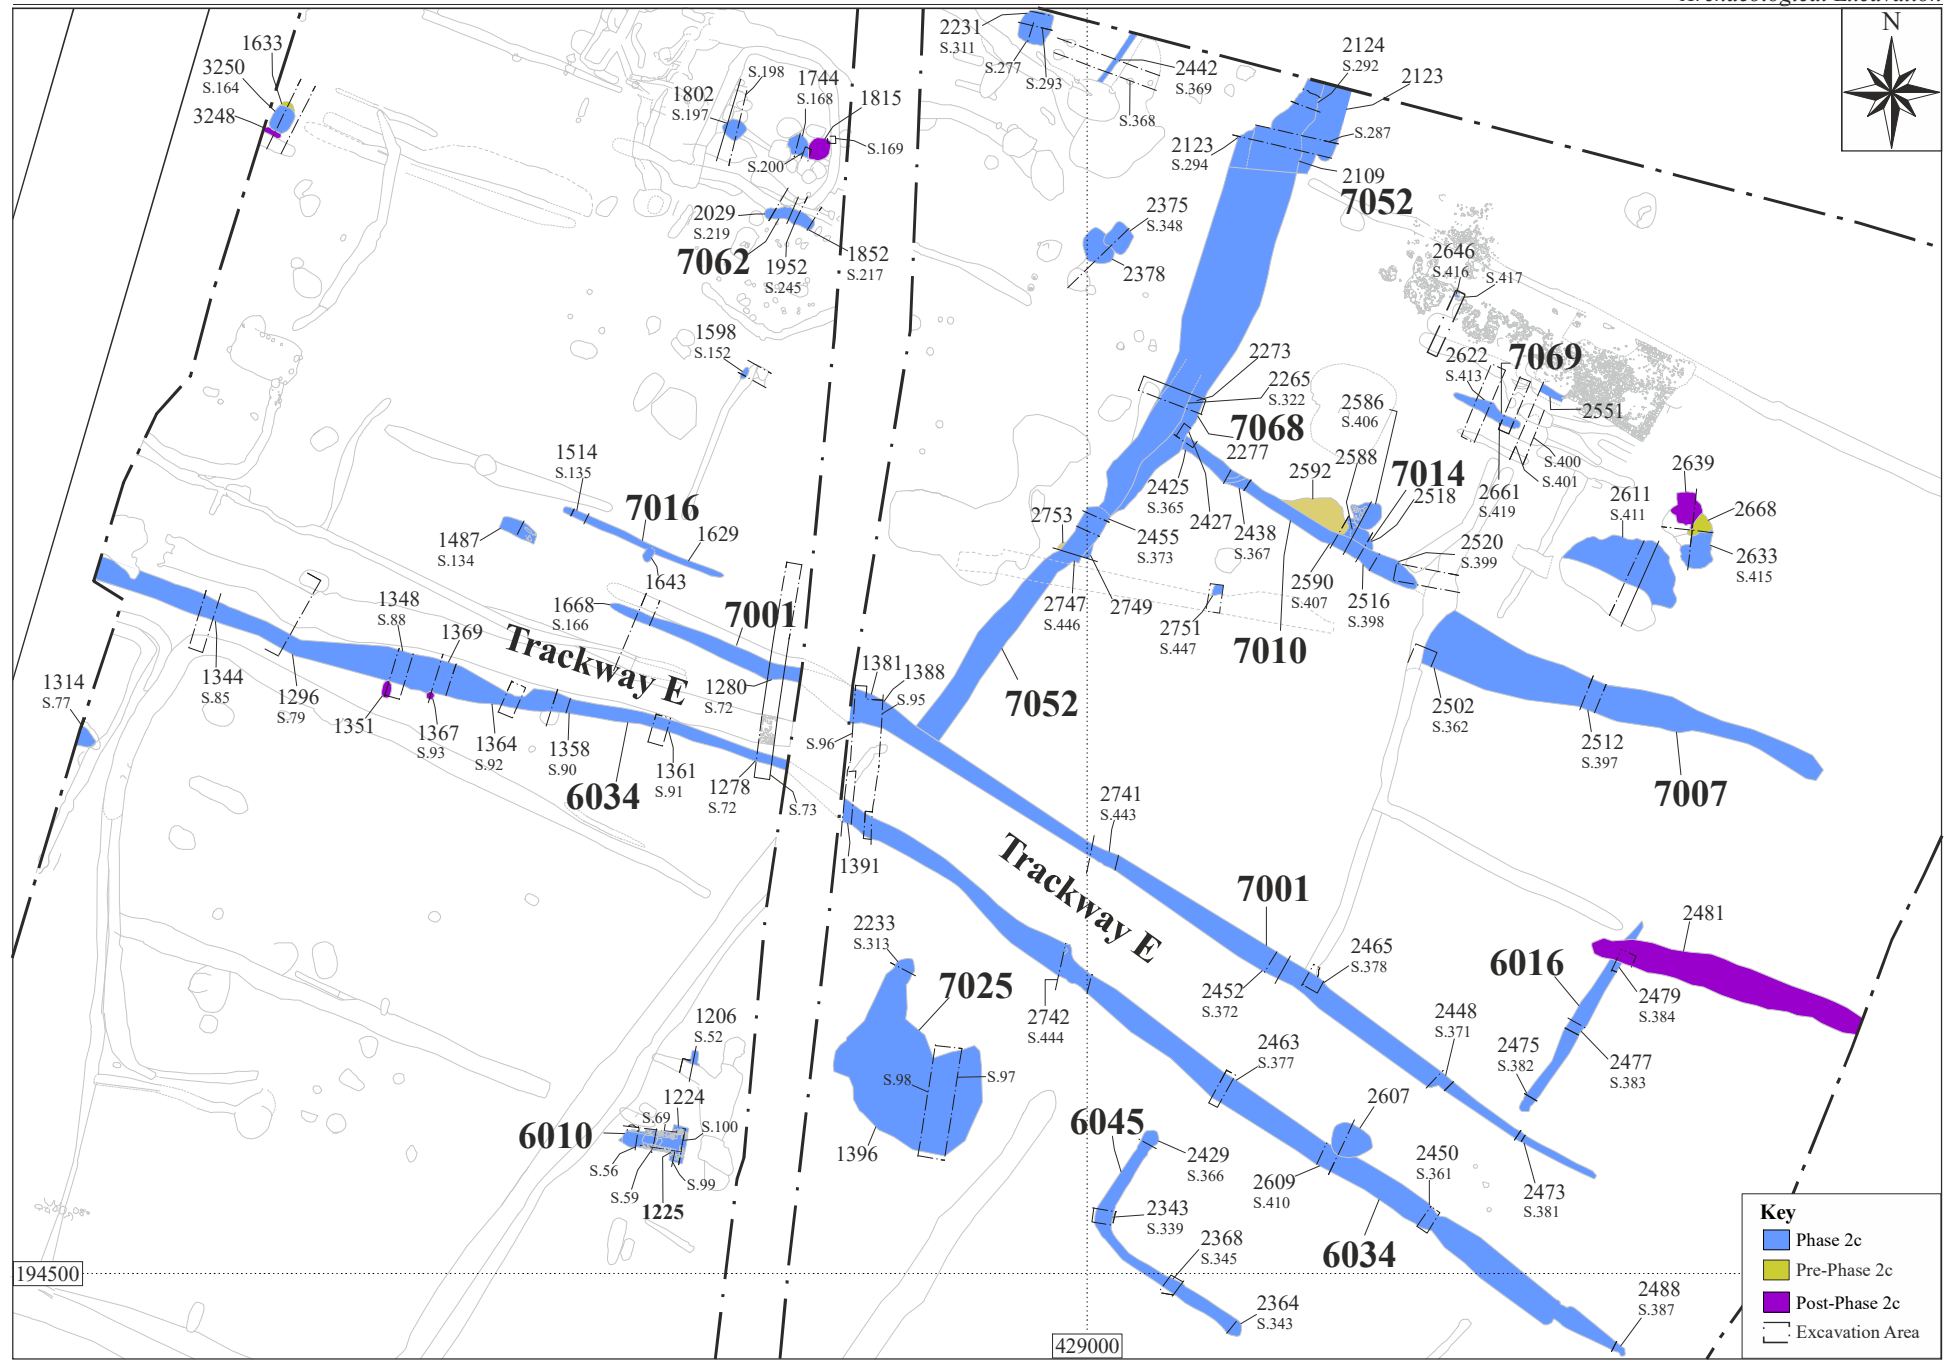 Archaeological Excavation
N
1633
3250
S.164
3248
1802
S.197
S.198
1744
S.168
1815
S.169
S.200
2029
S.219
7062
1952
S.245
1852
S.217
1598
S.152
2231
S.311
S.277
S.293
2442
S.369
S.368
2124
S.292
2123
S.287
2123
S.294
2109
7052
2375
S.348
2378
2646
S.416
S.417
7069
2622
S.413
2551
S.400
S.401
2661
S.419
2273
2265
S.322
7068
2277
2586
S.406
2588
2592
7014
2518
2425
S.365
2427
2438
S.367
2590
S.407
2516
S.398
2520
S.399
7010
2751
S.447
2753
2455
S.373
2747
S.446
2749
7052
2639
2611
S.411
2668
2633
S.415
2502
S.362
2512
S.397
7007
1514
S.135
7016
1629
1487
S.134
1643
1668
S.166
7001
Trackway E
1348
S.88
1369
1344
S.85
1296
S.79
1314
S.77
1351
1367
S.93
1364
S.92
1358
S.90
6034
1361
S.91
1280
S.72
1278
S.72
S.73
1381
1388
S.95
S.96
1391
2741
S.443
Trackway E
7001
2233
S.313
7025
S.98
S.97
1396
2742
S.444
2452
S.372
2465
S.378
2463
S.377
2448
S.371
6016
2481
2479
S.384
2475
S.382
2477
S.383
1206
S.52
1224
S.69
S.100
6010
S.56
S.59
S.99
1225
6045
2429
S.366
2343
S.339
2368
S.345
2364
S.343
2607
2609
S.410
2450
S.361
6034
2473
S.381
2488
S.387
194500
429000
Key
Phase 2c
Pre-Phase 2c
Post-Phase 2c
Excavation Area